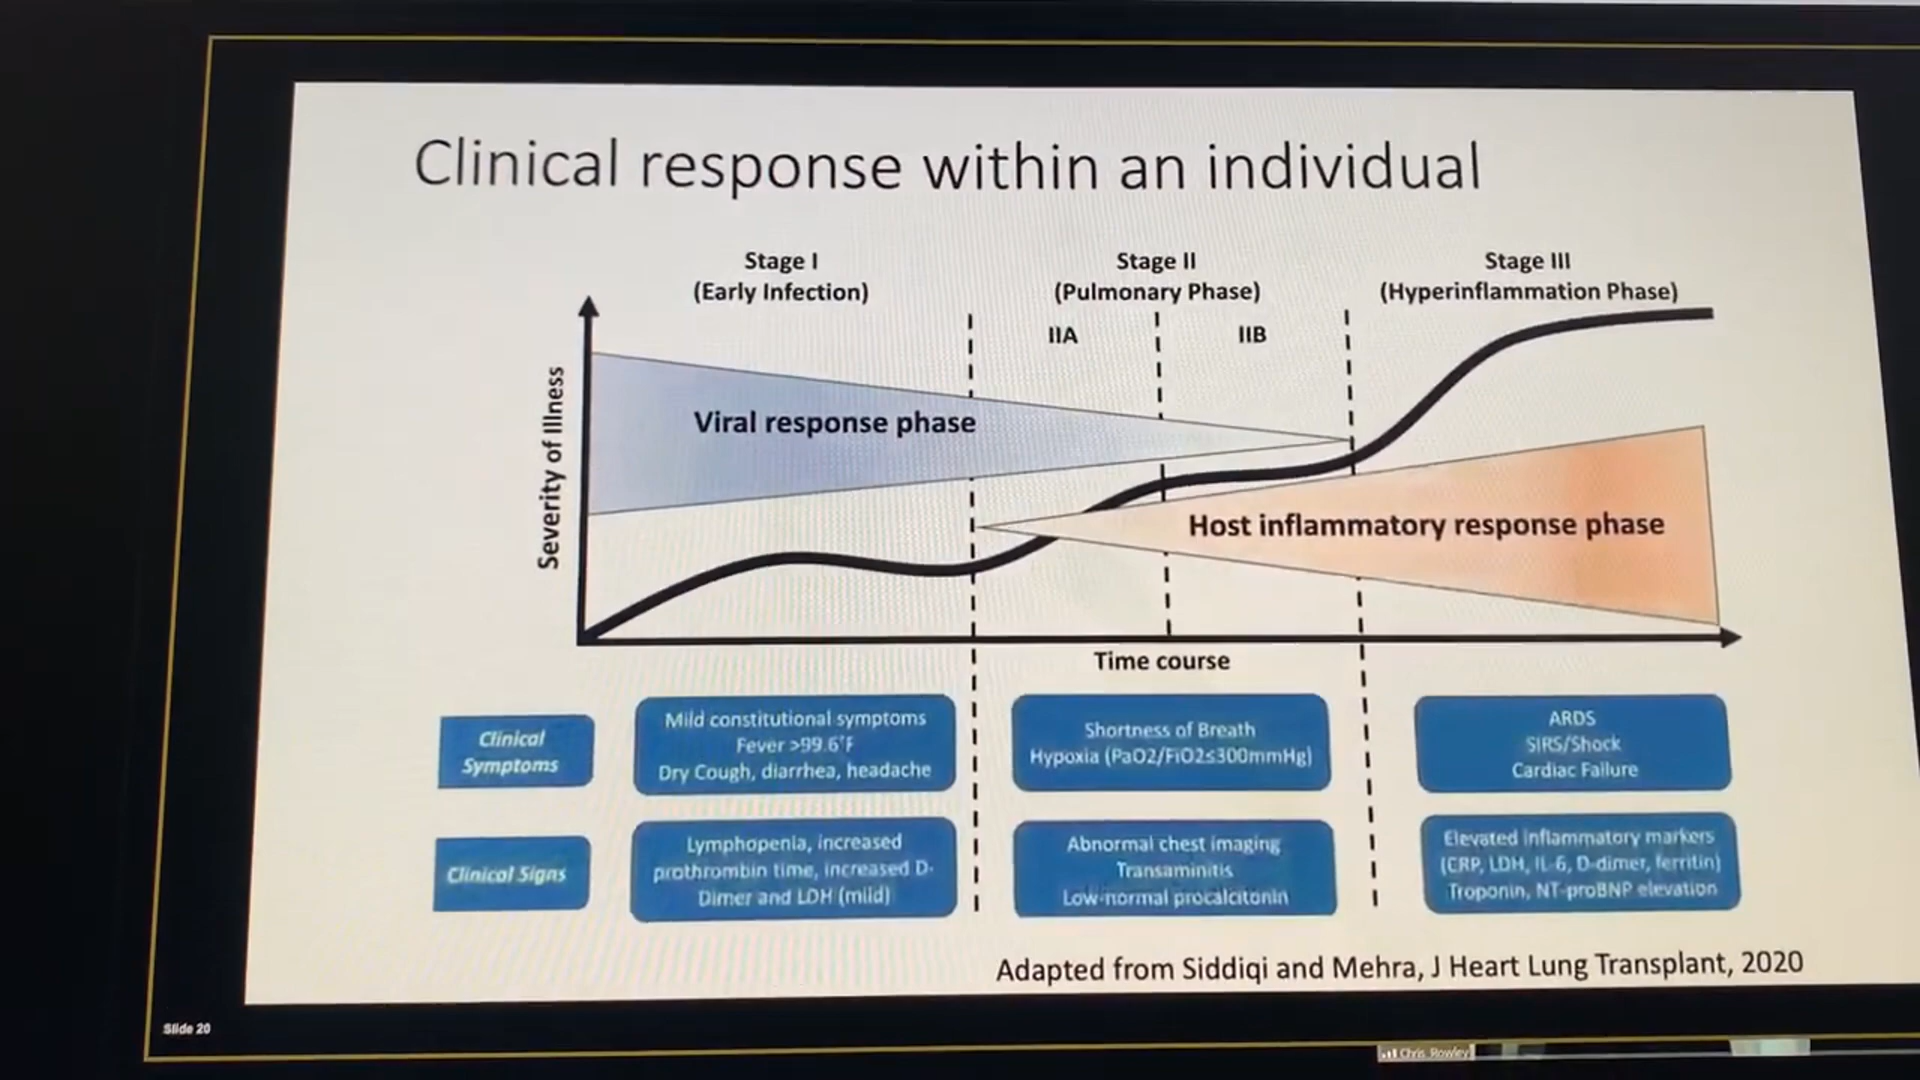 Clinical response within an individual
Stage I
(Early Infection)
Stage II
(Pulmonary Phase)
Stage III
(Hyperinflammation Phase)
IIA
IIB
Severity of Illness
Viral response phase
Host inflammatory response phase
Time course
Clinical
Symptoms
Mild constitutional symptoms
Fever >99.6°F
Dry Cough, diarrhea, headache
Shortness of Breath
Hypoxia (PaO2/FiO2≤300mmHg)
ARDS
SIRS/Shock
Cardiac Failure
Clinical Signs
Lymphopenia, increased
prothrombin time, increased D-
Dimer and LDH (mild)
Abnormal chest imaging
Transaminitis
Low-normal procalcitonin
Elevated inflammatory markers
(CRP, LDH, IL-6, D-dimer, ferritin)
Troponin, NT-proBNP elevation
Adapted from Siddiqi and Mehra, J Heart Lung Transplant, 2020
Slide 20
Chris Rowley